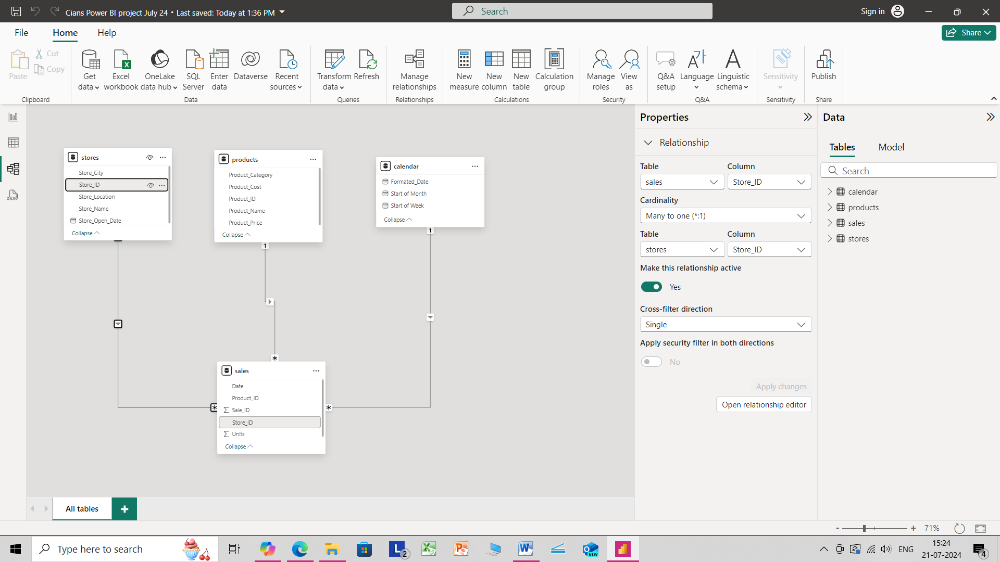 Cians Power BI project July 24 • Last saved: Today at 1:36 PM
Search
Sign in
File
Home
Help
Share
Paste
Cut
Copy
Clipboard
Get data
Excel workbook
OneLake data hub
SQL Server
Enter data
Dataverse
Recent sources
Data
Transform data
Refresh
Queries
Manage relationships
Relationships
New measure
New column
New table
Calculation group
Calculations
Manage roles
View as
Security
Q&A setup
Language
Linguistic schema
Q&A
Sensitivity
Sensitivity
Publish
Share
DAX
stores
Store_City
Store_ID
Store_Location
Store_Name
Store_Open_Date
Collapse
products
Product_Category
Product_Cost
Product_ID
Product_Name
Product_Price
Collapse
1
calendar
Formated_Date
Start of Month
Start of Week
Collapse
1
*
sales
Date
Product_ID
Σ Sale_ID
Store_ID
Σ Units
Collapse
*
*
Properties
Relationship
Table
Column
sales
Store_ID
Cardinality
Many to one (*:1)
Table
Column
stores
Store_ID
Make this relationship active
Yes
Cross-filter direction
Single
Apply security filter in both directions
No
Apply changes
Open relationship editor
Data
Tables
Model
Search
calendar
products
sales
stores
All tables
+
- + 71%
Type here to search
L 2
NEW
ENG
15:24
21-07-2024
4